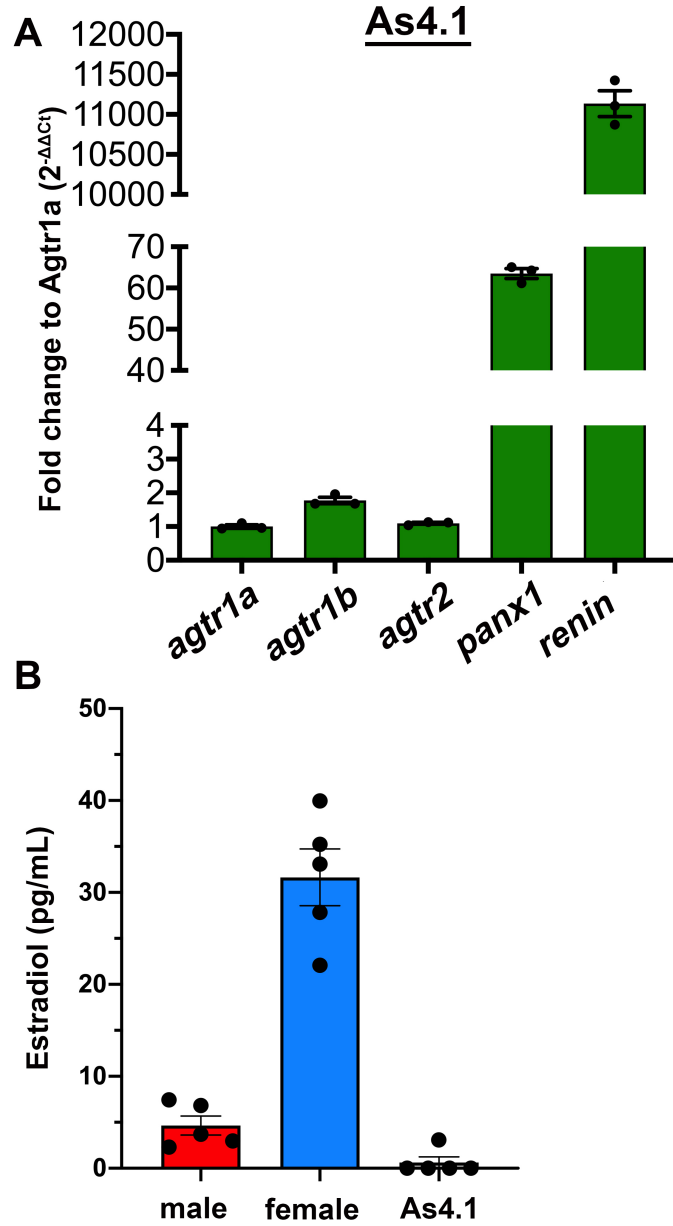 A
As4.1
Fold change to Agtr1a (2-ΔΔCt)
12000
11500
11000
10500
10000
70
60
50
40
4
3
2
1
0
agtr1a
agtr1b
agtr2
panx1
renin
B
Estradiol (pg/mL)
50
40
30
20
10
0
male
female
As4.1